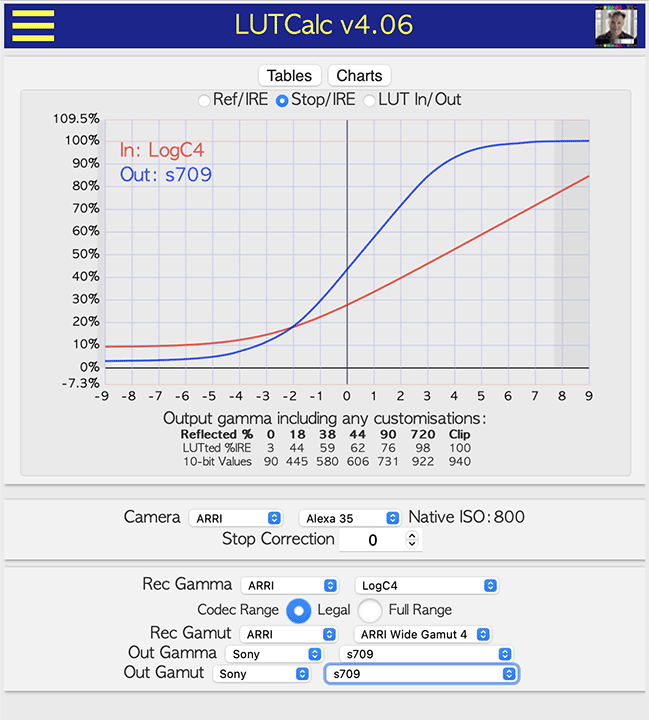 LUTCalc v4.06
Tables Charts
Ref/IRE Stop/IRE LUT In/Out
109.5%
100%
90%
80%
70%
60%
50%
40%
30%
20%
10%
0%
-7.3%
In: LogC4
Out: s709
-9 -8 -7 -6 -5 -4 -3 -2 -1 0 1 2 3 4 5 6 7 8 9
Output gamma including any customisations:
Reflected % 0 18 38 44 90 720 Clip
LUTted %IRE 3 44 59 62 76 98 100
10-bit Values 90 445 580 606 731 922 940
Camera ARRI Alexa 35 Native ISO: 800
Stop Correction 0
Rec Gamma ARRI LogC4
Codec Range Legal Full Range
Rec Gamut ARRI ARRI Wide Gamut 4
Out Gamma Sony s709
Out Gamut Sony s709